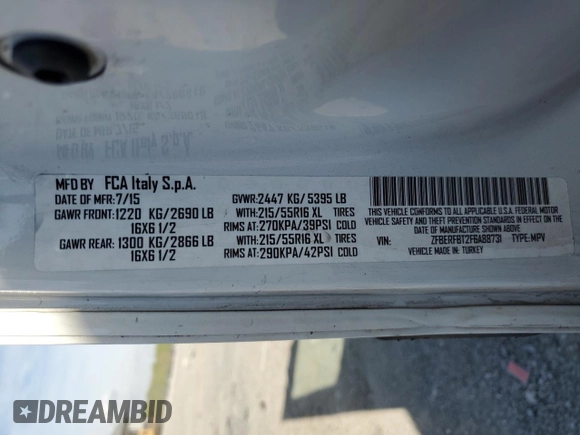 MFD BY FCA Italy S.p.A.
DATE OF MFR:7/15
GVWR:2447 KG/ 5395 LB
GAWR FRONT:1220 KG/2690 LB
WITH:215/55R16 XL TIRES
16X6 1/2
RIMS AT:270KPA/39PSI COLD
GAWR REAR:1300 KG/2866 LB
WITH:215/55R16 XL TIRES
16X6 1/2
RIMS AT:290KPA/42PSI COLD
THIS VEHICLE CONFORMS TO ALL APPLICABLE U.S.A. FEDERAL MOTOR
VEHICLE SAFETY AND THEFT PREVENTION STANDARDS IN EFFECT ON THE
DATE OF MANUFACTURE SHOWN ABOVE.
VIN: ZFBERFBT2F6A88731 TYPE:MPV
VEHICLE MADE IN: TURKEY
DREAMBID